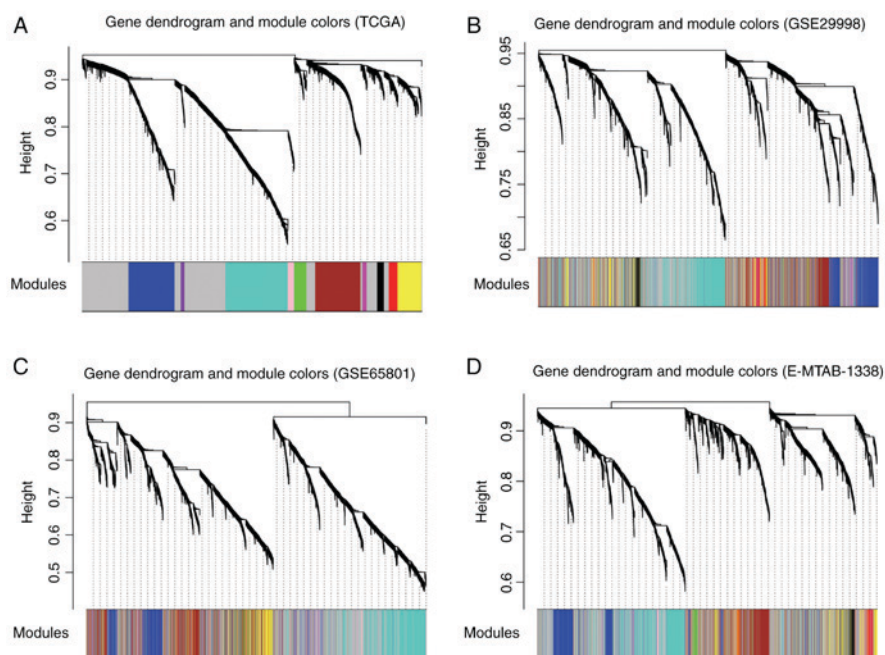 A
Gene dendrogram and module colors (TCGA)
Height
0.9
0.8
0.7
0.6
Modules
B
Gene dendrogram and module colors (GSE29998)
Height
0.95
0.85
0.75
0.65
Modules
C
Gene dendrogram and module colors (GSE65801)
Height
0.9
0.8
0.7
0.6
0.5
Modules
D
Gene dendrogram and module colors (E-MTAB-1338)
Height
0.9
0.8
0.7
0.6
Modules